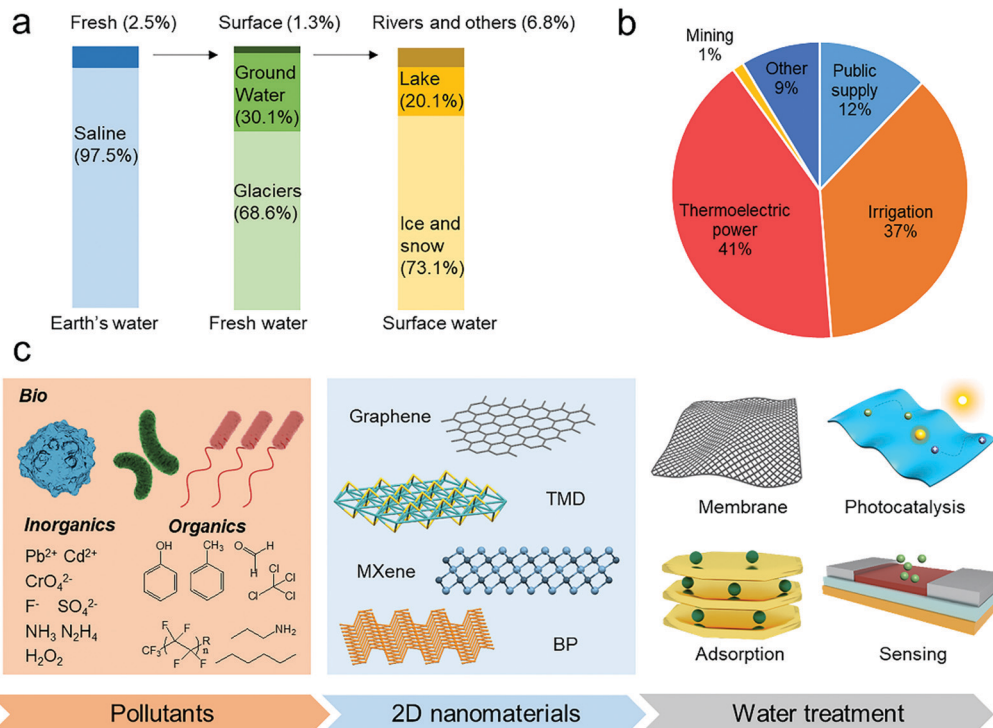 a
Fresh (2.5%)
Surface (1.3%)
Rivers and others (6.8%)
Saline
(97.5%)
Ground
Water
(30.1%)
Glaciers
(68.6%)
Lake
(20.1%)
Ice and
snow
(73.1%)
Earth's water
Fresh water
Surface water
b
Mining
1%
Other
9%
Public
supply
12%
Thermoelectric
power
41%
Irrigation
37%
c
Bio
Inorganics
Pb²⁺ Cd²⁺
CrO₄²⁻
F⁻ SO₄²⁻
NH₃ N₂H₄
H₂O₂
Organics
OH
CH₃
O
H
H
Cl
Cl
Cl
Cl
F
F
R
CF₃
n
F
F
NH₂
Graphene
TMD
MXene
BP
Membrane
Photocatalysis
Adsorption
Sensing
Pollutants
2D nanomaterials
Water treatment